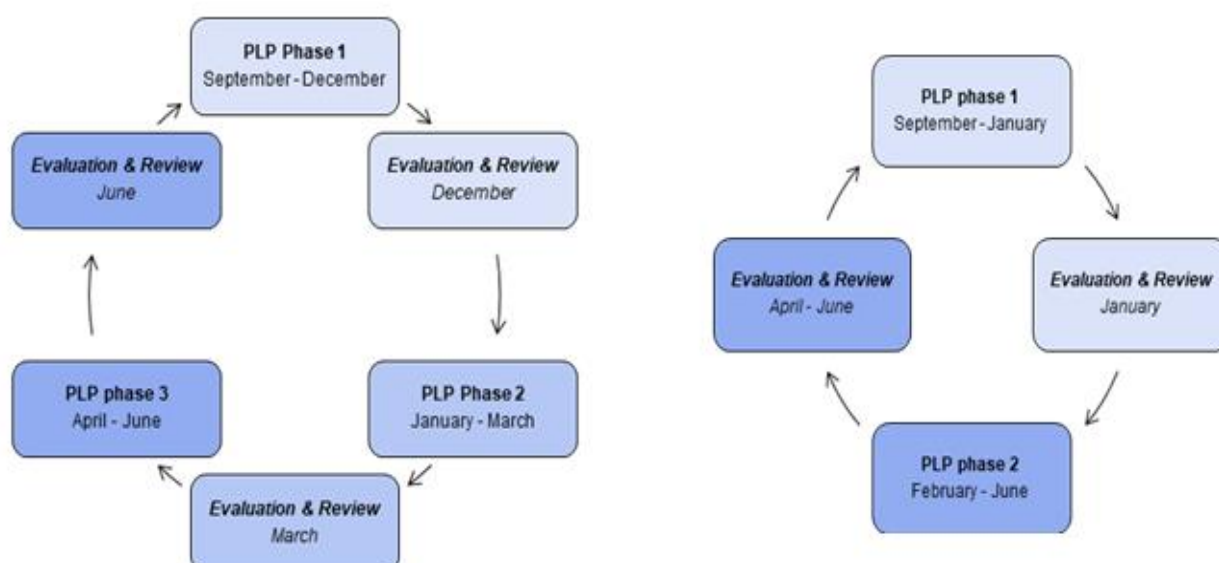 PLP Phase 1
September - December
Evaluation & Review
December
PLP Phase 2
January - March
Evaluation & Review
March
PLP phase 3
April - June
Evaluation & Review
June
PLP phase 1
September - January
Evaluation & Review
January
PLP phase 2
February - June
Evaluation & Review
April - June